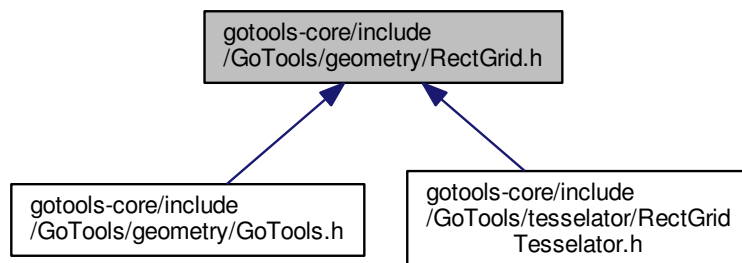 gotools-core/include
/GoTools/geometry/RectGrid.h
gotools-core/include
/GoTools/geometry/GoTools.h
gotools-core/include
/GoTools/tesselator/RectGrid
Tesselator.h